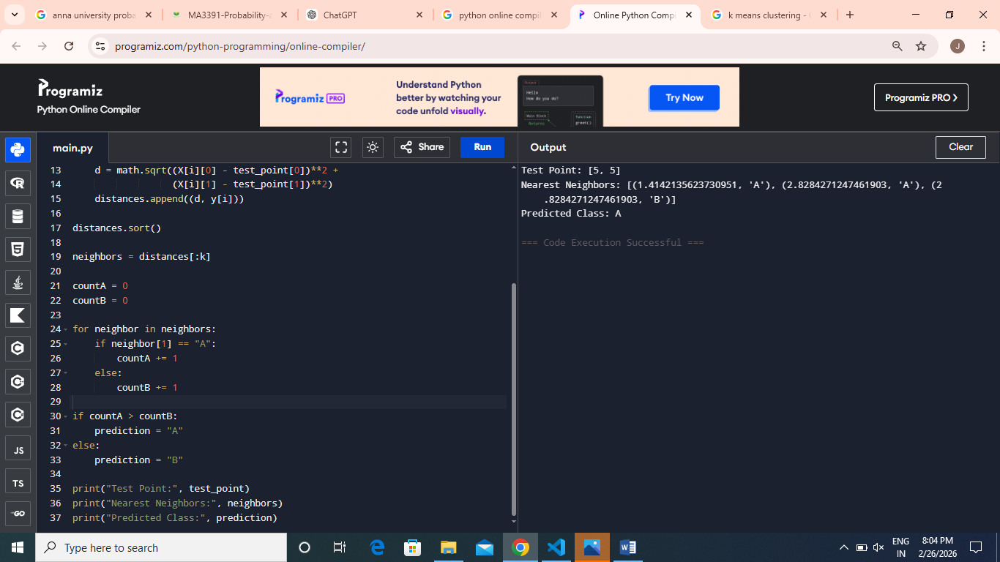 anna university proba
MA3391-Probability-a
ChatGPT
python online compil
Online Python Compi
k means clustering - G
programiz.com/python-programming/online-compiler/
J
Programiz
Python Online Compiler
Programiz PRO
Understand Python
better by watching your
code unfold visually.
Output
Hello
How do you do?
Main Block
Returns
function
greet()
Try Now
Programiz PRO >
main.py
Share
Run
Output
Clear
13 d = math.sqrt((X[i][0] - test_point[0])**2 +
14 (X[i][1] - test_point[1])**2)
15 distances.append((d, y[i]))
16
17 distances.sort()
18
19 neighbors = distances[:k]
20
21 countA = 0
22 countB = 0
23
24 for neighbor in neighbors:
25 if neighbor[1] == "A":
26 countA += 1
27 else:
28 countB += 1
29
30 if countA > countB:
31 prediction = "A"
32 else:
33 prediction = "B"
34
35 print("Test Point:", test_point)
36 print("Nearest Neighbors:", neighbors)
37 print("Predicted Class:", prediction)
Test Point: [5, 5]
Nearest Neighbors: [(1.4142135623730951, 'A'), (2.8284271247461903, 'A'), (2
.8284271247461903, 'B')]
Predicted Class: A
=== Code Execution Successful ===
JS
TS
GO
Type here to search
ENG
IN
8:04 PM
2/26/2026